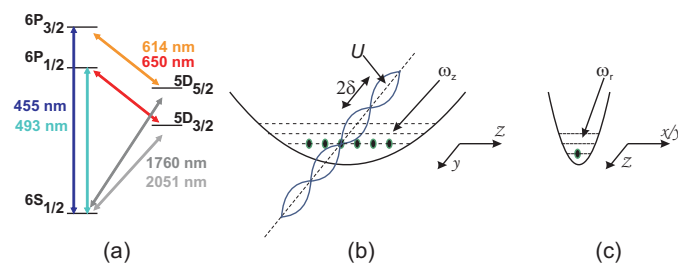 6P3/2
6P1/2
614 nm
650 nm
5D5/2
5D3/2
455 nm
493 nm
1760 nm
2051 nm
6S1/2
(a)
U
2δ
ωz
z
y
(b)
ωr
x/y
z
(c)